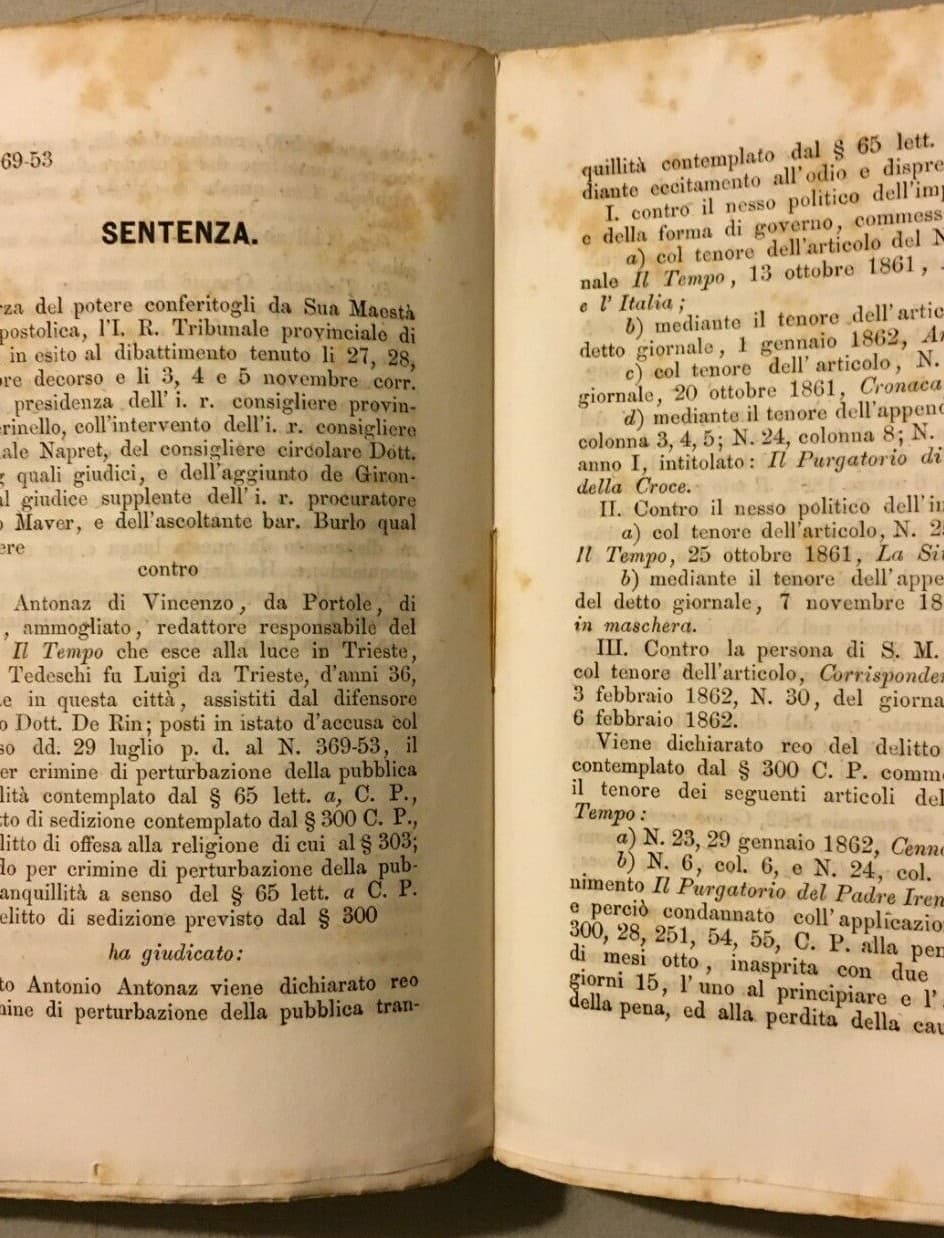 69-53
SENTENZA.
rza del potere conferitogli da Sua Maestà
postolica, l'I. R. Tribunale provinciale di
in esito al dibattimento tenuto li 27, 28,
re decorso e li 3, 4 e 5 novembre corr.
presidenza dell' i. r. consigliere provin-
rinello, coll'intervento dell'i. r. consigliere
ale Napret, del consigliere circolare Dott.
quali giudici, e dell'aggiunto de Giron-
al giudice supplente dell' i. r. procuratore
o Maver, e dell'ascoltante bar. Burlo qual
ere
contro
Antonaz di Vincenzo, da Portole, di
, ammogliato, redattore responsabile del
Il Tempo che esce alla luce in Trieste,
Tedeschi fu Luigi da Trieste, d'anni 36,
e in questa città, assistiti dal difensore
o Dott. De Rin; posti in istato d'accusa col
so dd. 29 luglio p. d. al N. 369-53, il
er crimine di perturbazione della pubblica
lità contemplato dal § 65 lett. a, C. P.,
tto di sedizione contemplato dal § 300 C. P.,
litto di offesa alla religione di cui al § 303;
lo per crimine di perturbazione della pub-
anquillità a senso del § 65 lett. a C. P.
elitto di sedizione previsto dal § 300
ha giudicato:
to Antonio Antonaz viene dichiarato reo
mine di perturbazione della pubblica tran-
quillità contemplato dal § 65 lett.
diante eccitamento all'odio e dispre
I. contro il nesso politico dell'imp
e della forma di governo, commess
a) col tenore dell'articolo del N
nale Il Tempo, 13 ottobre 1861,
e l' Italia;
b) mediante il tenore dell'artic
detto giornale, 1 gennaio 1862, An
c) col tenore dell' articolo, N.
giornale, 20 ottobre 1861, Cronaca
d) mediante il tenore dell'append
colonna 3, 4, 5; N. 24, colonna 8; N.
anno I, intitolato: Il Purgatorio di
della Croce.
II. Contro il nesso politico dell'im
a) col tenore dell'articolo, N. 25
Il Tempo, 25 ottobre 1861, La Sit
b) mediante il tenore dell'appe
del detto giornale, 7 novembre 18
in maschera.
III. Contro la persona di S. M.
col tenore dell'articolo, Corrisponden
3 febbraio 1862, N. 30, del giorna
6 febbraio 1862.
Viene dichiarato reo del delitto
contemplato dal § 300 C. P. comme
il tenore dei seguenti articoli del
Tempo:
a) N. 23, 29 gennaio 1862, Cenno
b) N. 6, col. 6, e N. 24, col.
nimento Il Purgatorio del Padre Iren
e perciò condannato coll'applicazio
300, 28, 251, 54, 55, C. P. alla pen
di mesi otto, inasprita con due
giorni 15, l'uno al principiare e l'
della pena, ed alla perdita della cau